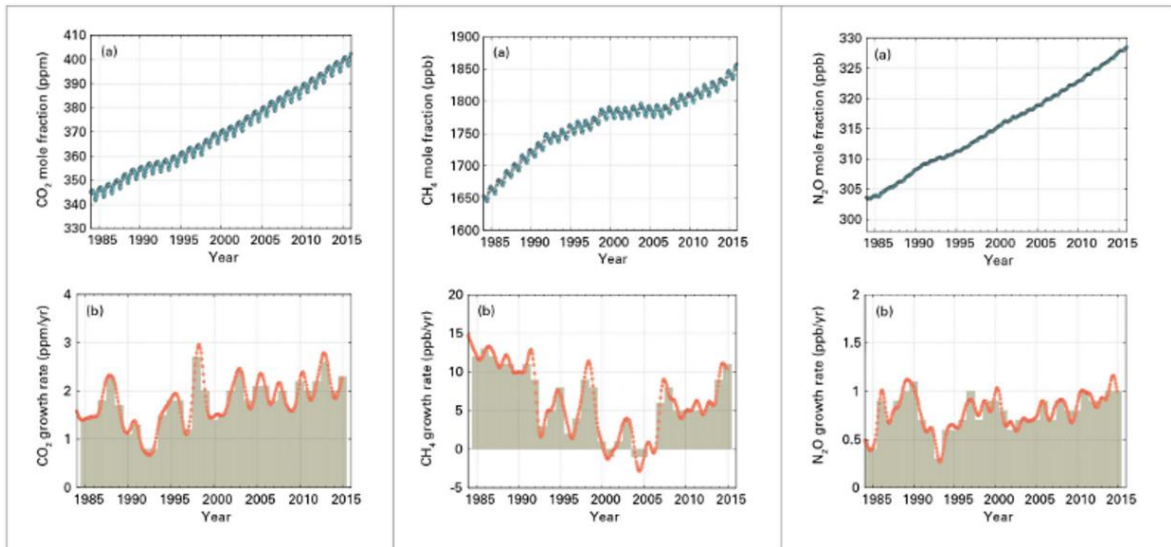 (a)
CO₂ mole fraction (ppm)
410
400
390
380
370
360
350
340
330
1985 1990 1995 2000 2005 2010 2015
Year
(b)
CO₂ growth rate (ppm/yr)
4
3
2
1
0
1985 1990 1995 2000 2005 2010 2015
Year
(a)
CH₄ mole fraction (ppb)
1900
1850
1800
1750
1700
1650
1600
1985 1990 1995 2000 2005 2010 2015
Year
(b)
CH₄ growth rate (ppb/yr)
20
15
10
5
0
-5
1985 1990 1995 2000 2005 2010 2015
Year
(a)
N₂O mole fraction (ppb)
330
325
320
315
310
305
300
1985 1990 1995 2000 2005 2010 2015
Year
(b)
N₂O growth rate (ppb/yr)
2
1.5
1
0.5
0
1985 1990 1995 2000 2005 2010 2015
Year